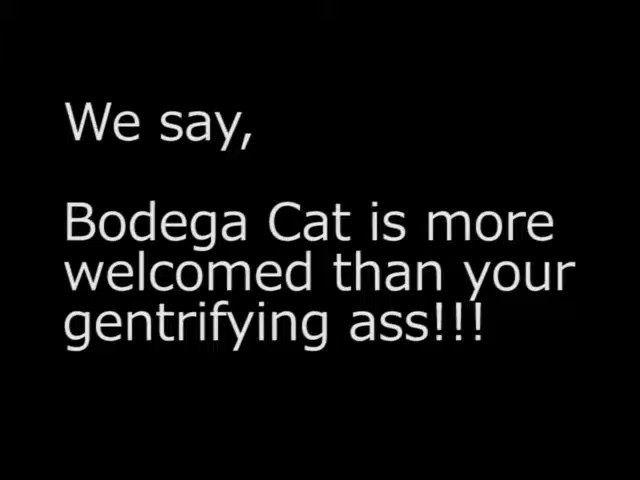 We say,
Bodega Cat is more
welcomed than your
gentrifying ass!!!